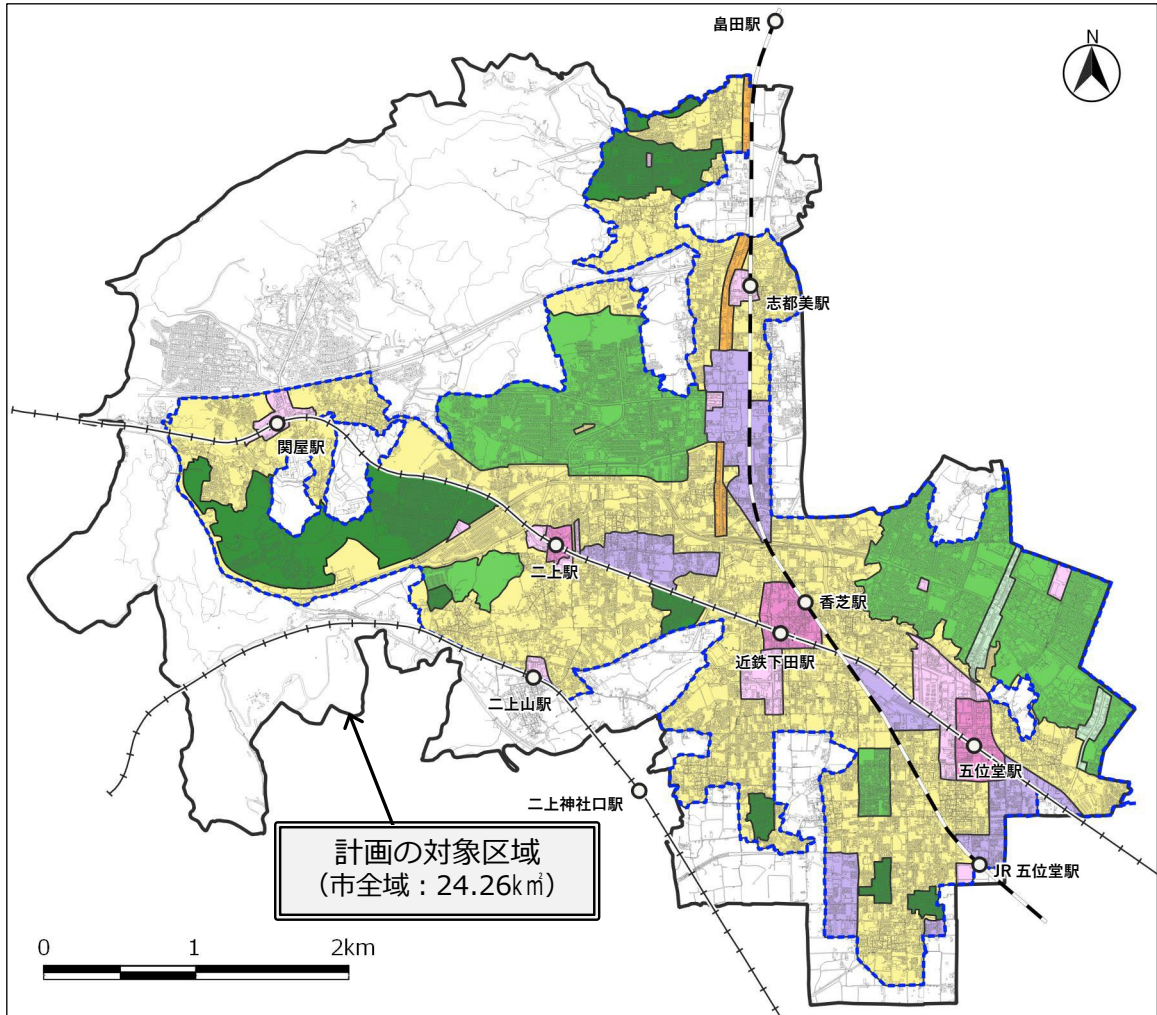 畠田駅
N
志都美駅
関屋駅
二上駅
香芝駅
近鉄下田駅
二上山駅
五位堂駅
二上神社口駅
計画の対象区域
（市全域：24.26k㎡）
JR 五位堂駅
0 1 2km